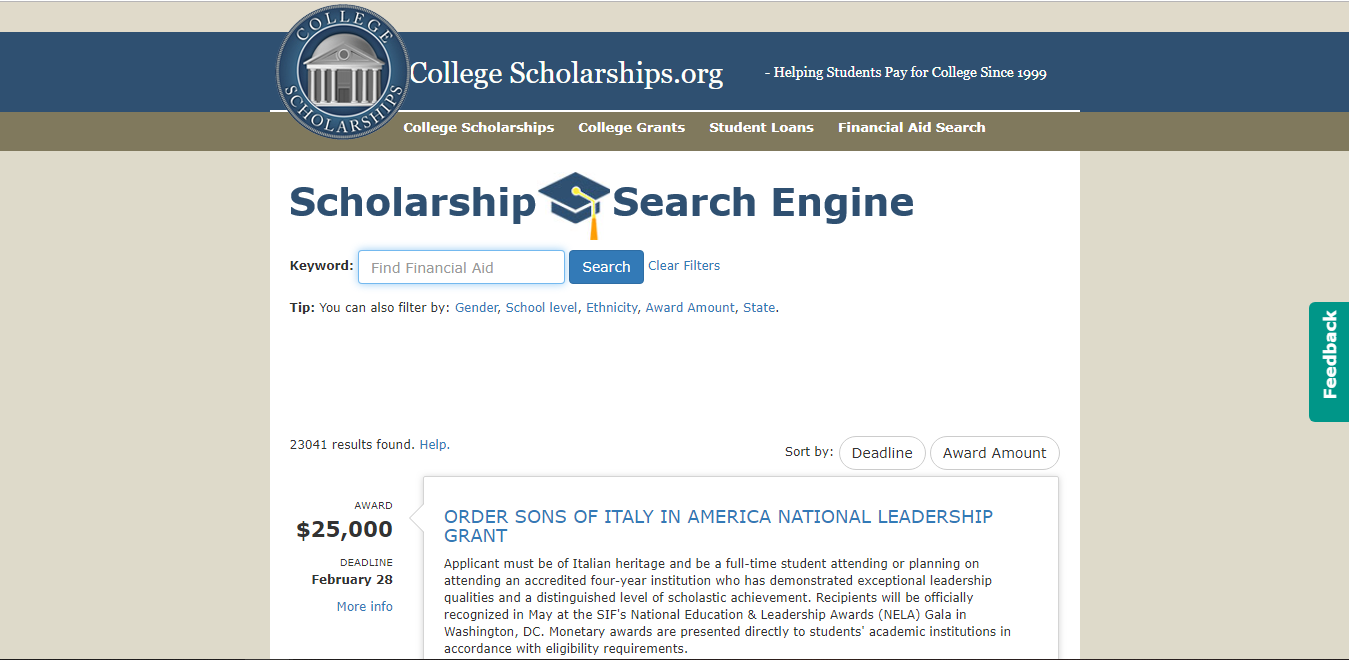 COLLEGE SCHOLARSHIPS
College Scholarships.org
- Helping Students Pay for College Since 1999
College Scholarships College Grants Student Loans Financial Aid Search
Scholarship Search Engine
Keyword: Find Financial Aid Search Clear Filters
Tip: You can also filter by: Gender, School level, Ethnicity, Award Amount, State.
Feedback
23041 results found. Help.
Sort by: Deadline Award Amount
AWARD
$25,000
DEADLINE
February 28
More info
ORDER SONS OF ITALY IN AMERICA NATIONAL LEADERSHIP
GRANT
Applicant must be of Italian heritage and be a full-time student attending or planning on
attending an accredited four-year institution who has demonstrated exceptional leadership
qualities and a distinguished level of scholastic achievement. Recipients will be officially
recognized in May at the SIF's National Education & Leadership Awards (NELA) Gala in
Washington, DC. Monetary awards are presented directly to students' academic institutions in
accordance with eligibility requirements.